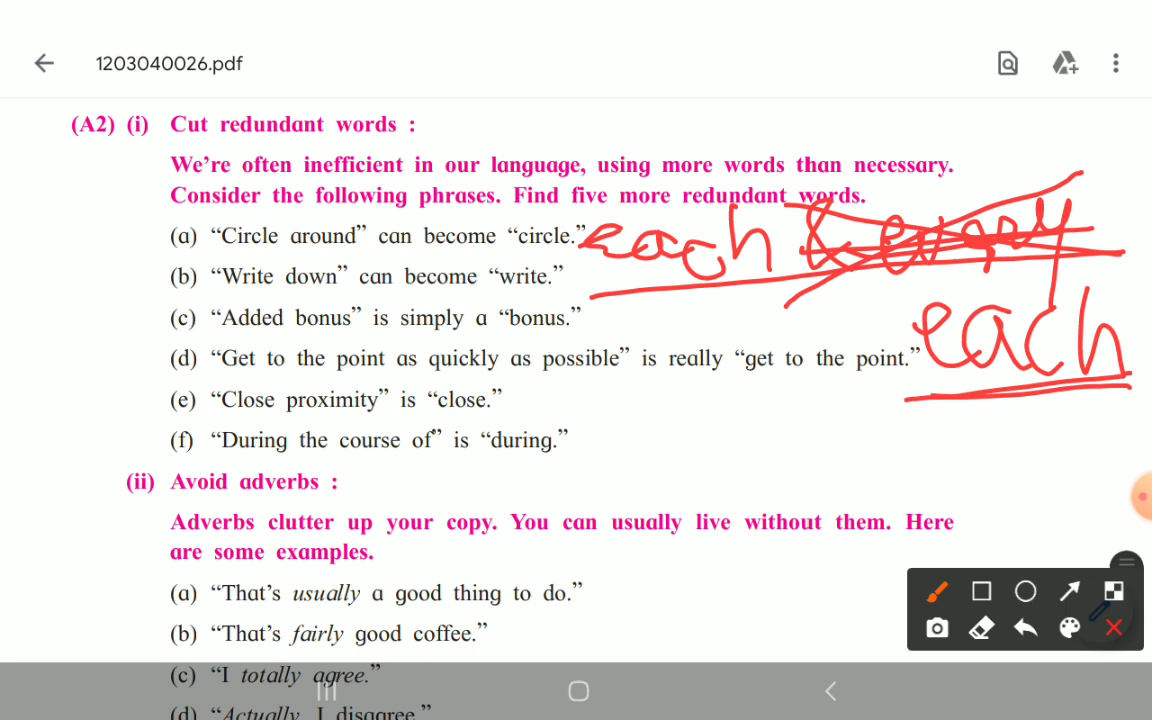 1203040026.pdf
(A2) (i) Cut redundant words :
We’re often inefficient in our language, using more words than necessary.
Consider the following phrases. Find five more redundant words.
(a) “Circle around” can become “circle.” each & every
(b) “Write down” can become “write.”
(c) “Added bonus” is simply a “bonus.”
(d) “Get to the point as quickly as possible” is really “get to the point.” each
(e) “Close proximity” is “close.”
(f) “During the course of” is “during.”
(ii) Avoid adverbs :
Adverbs clutter up your copy. You can usually live without them. Here
are some examples.
(a) “That’s usually a good thing to do.”
(b) “That’s fairly good coffee.”
(c) “I totally agree.”
(d) “Actually, I disagree.”